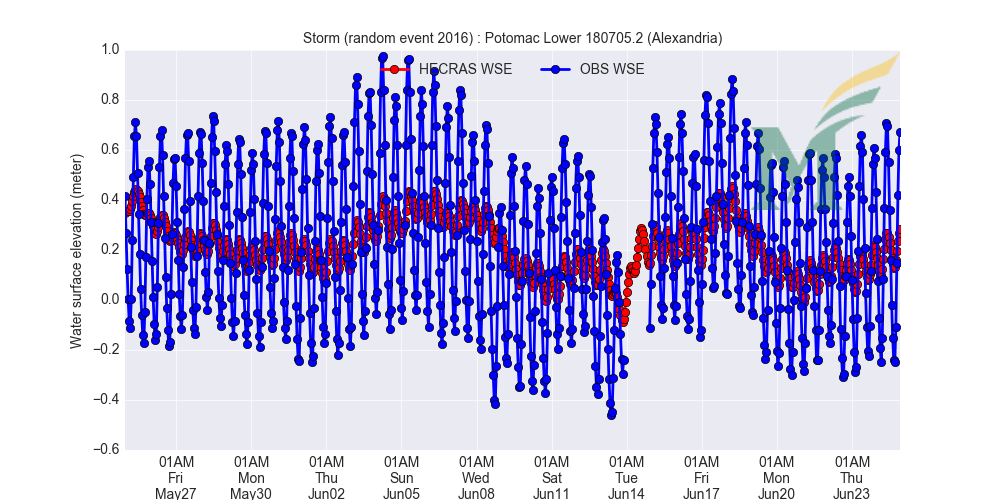 Storm (random event 2016) : Potomac Lower 180705.2 (Alexandria)
HECRAS WSE
OBS WSE
Water surface elevation (meter)
1.0
0.8
0.6
0.4
0.2
0.0
−0.2
−0.4
−0.6
01AM 01AM 01AM 01AM 01AM 01AM 01AM 01AM 01AM 01AM
Fri Mon Thu Sun Wed Sat Tue Fri Mon Thu
May27 May30 Jun02 Jun05 Jun08 Jun11 Jun14 Jun17 Jun20 Jun23